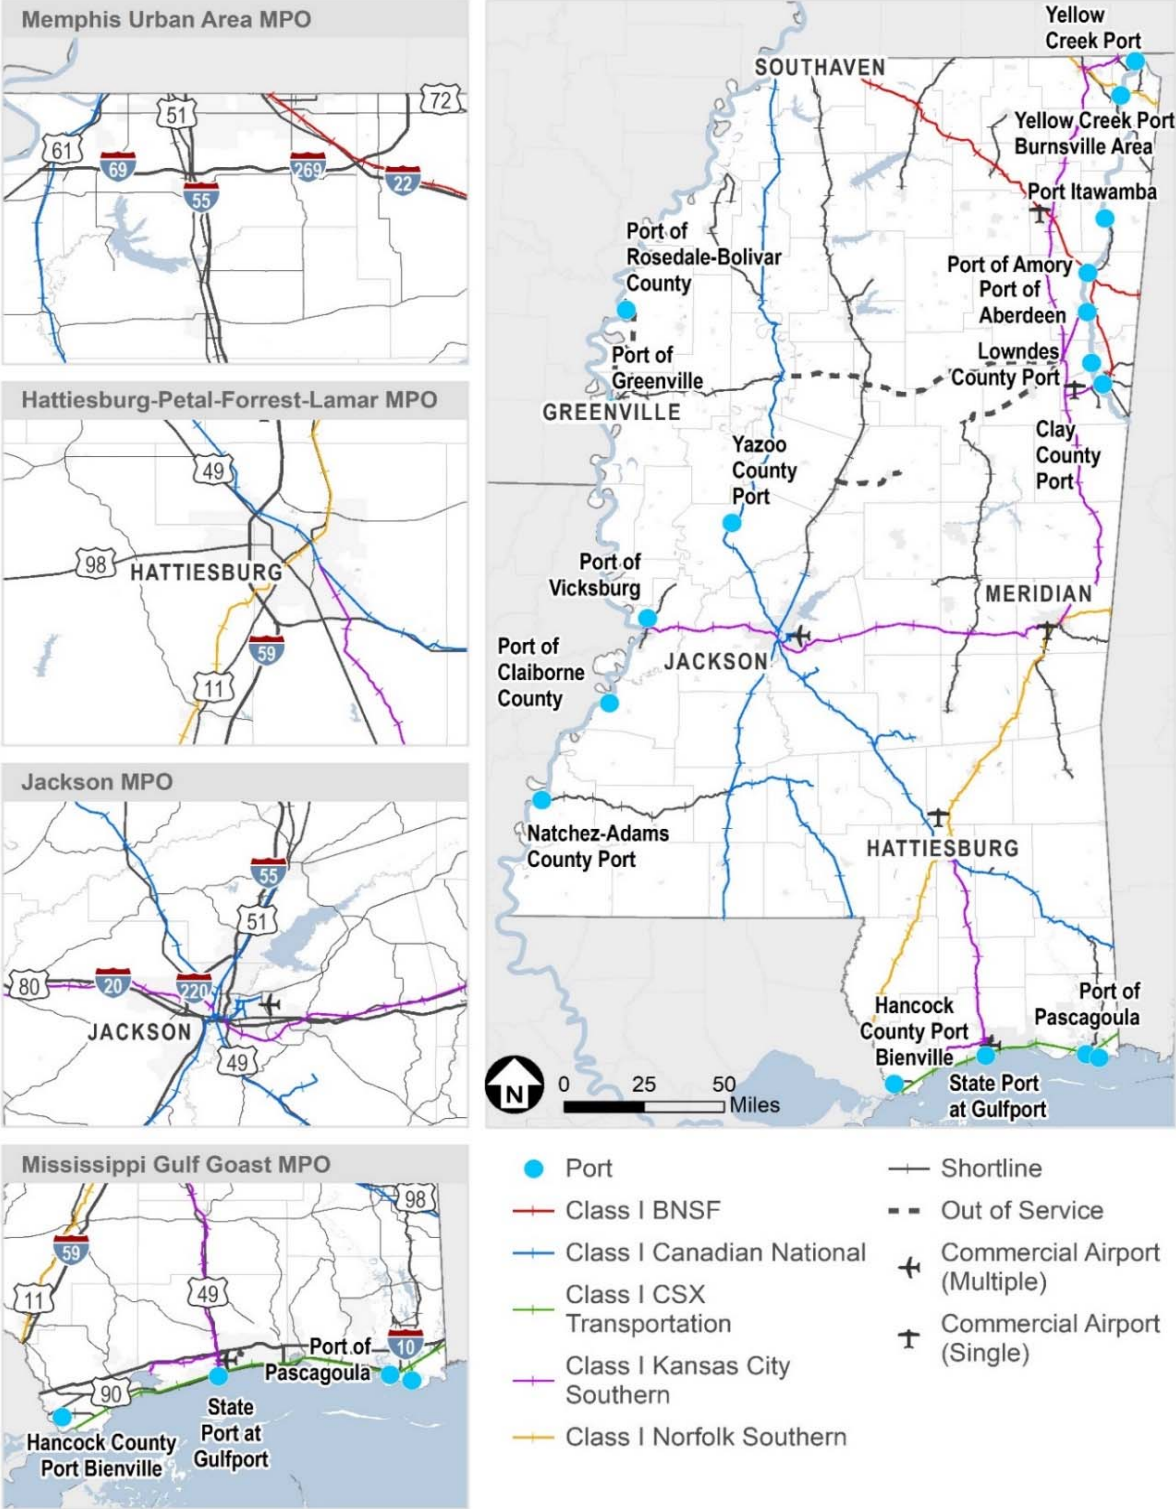 Memphis Urban Area MPO
51
72
61
69
269
22
55
Hattiesburg-Petal-Forrest-Lamar MPO
49
98
HATTIESBURG
59
11
Jackson MPO
55
51
80
20
220
JACKSON
49
Mississippi Gulf Goast MPO
98
59
11
49
10
Port of
Pascagoula
90
State
Port at
Gulfport
Hancock County
Port Bienville
Yellow
Creek Port
SOUTHAVEN
Yellow Creek Port
Burnsville Area
Port Itawamba
Port of
Rosedale-Bolivar
County
Port of Amory
Port of
Aberdeen
Port of
Greenville
Lowndes
County Port
GREENVILLE
Clay
County
Port
Yazoo
County
Port
Port of
Vicksburg
MERIDIAN
Port of
Claiborne
County
JACKSON
Natchez-Adams
County Port
HATTIESBURG
Hancock
County Port
Bienville
Port of
Pascagoula
State Port
at Gulfport
N
0 25 50
Miles
Port
Class I BNSF
Class I Canadian National
Class I CSX
Transportation
Class I Kansas City
Southern
Class I Norfolk Southern
Shortline
Out of Service
Commercial Airport
(Multiple)
Commercial Airport
(Single)